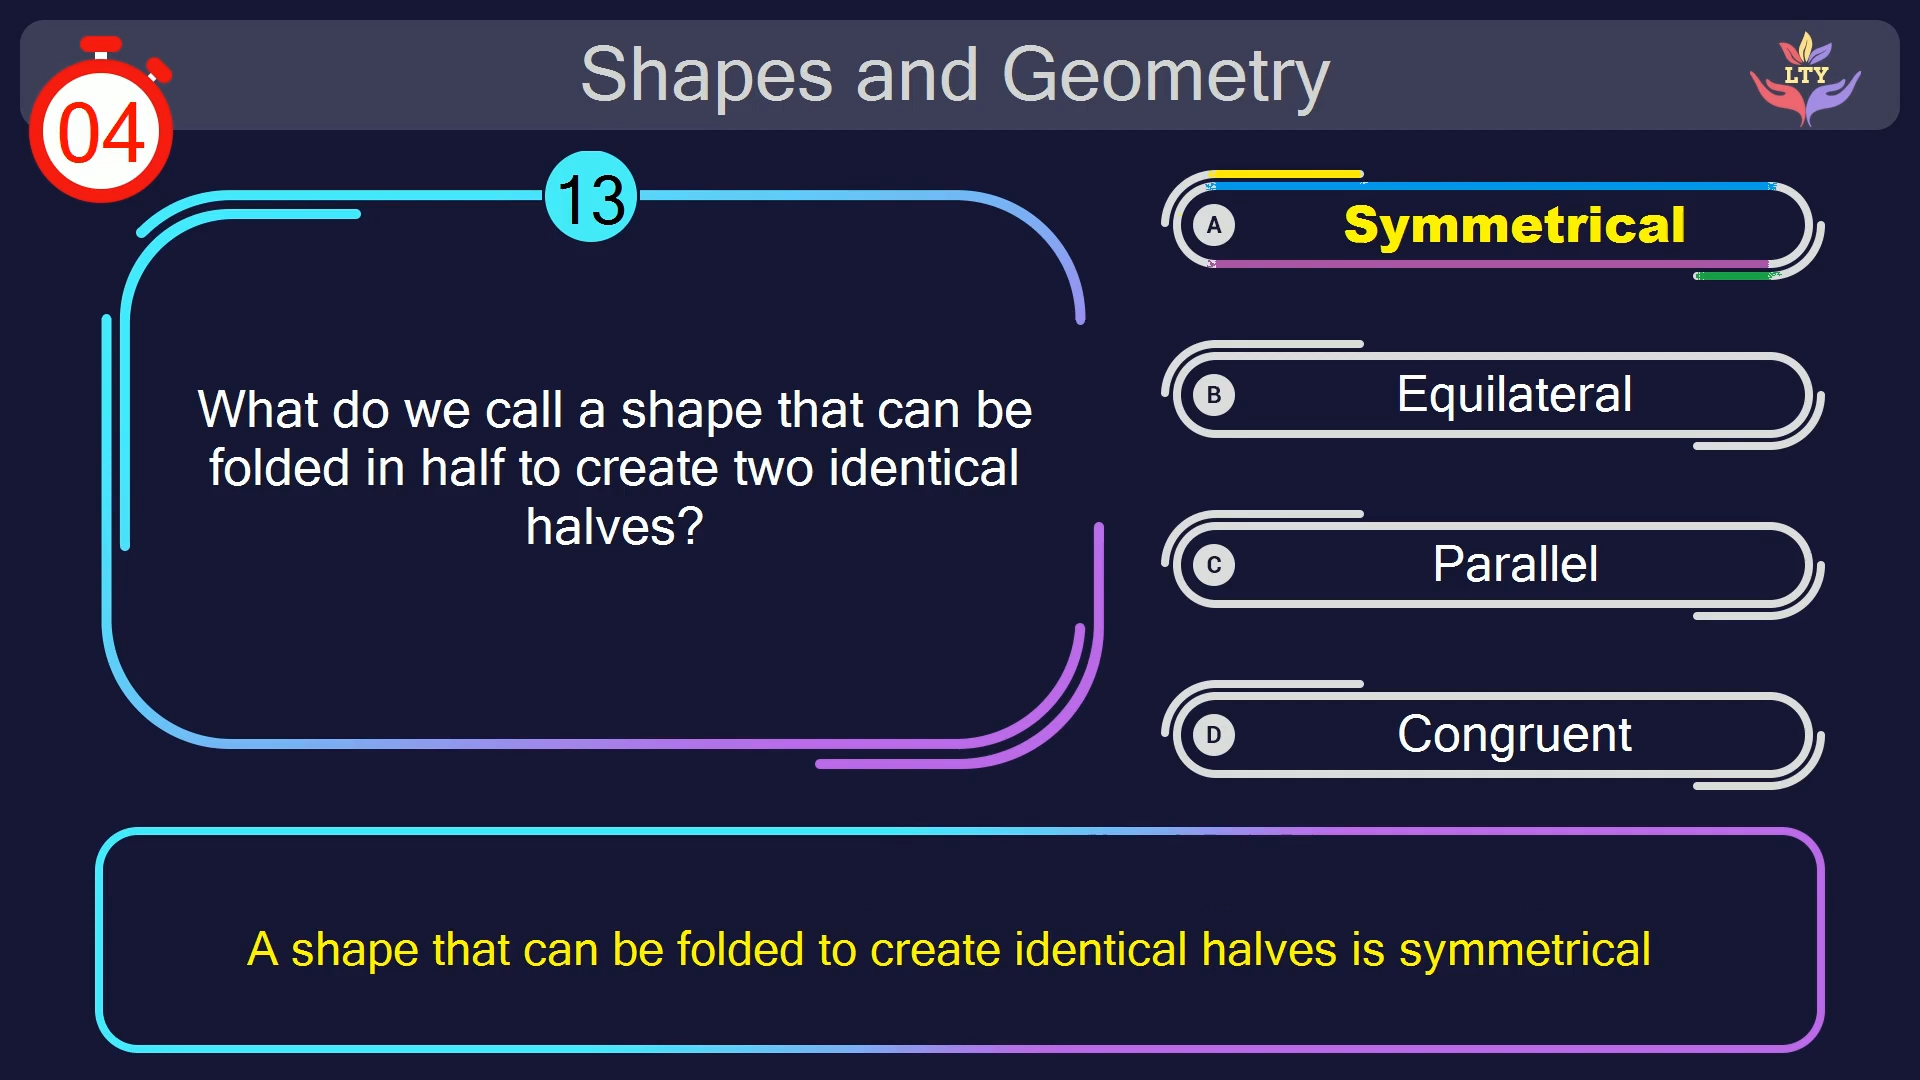 Shapes and Geometry
LTY
04
13
What do we call a shape that can be
folded in half to create two identical
halves?
A Symmetrical
B Equilateral
C Parallel
D Congruent
A shape that can be folded to create identical halves is symmetrical